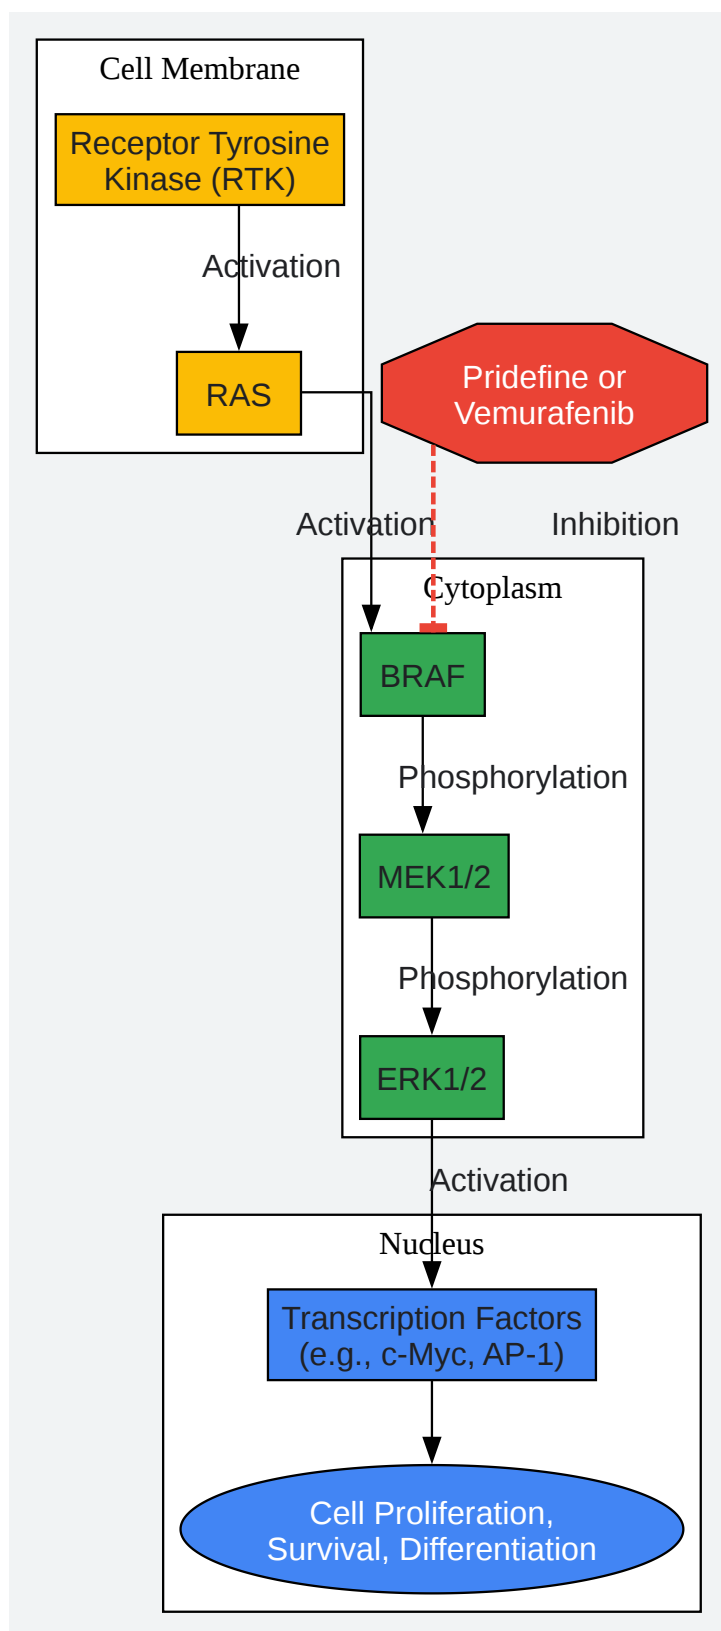 Cell Membrane
Receptor Tyrosine
Kinase (RTK)
Activation
RAS
Pridefine or
Vemurafenib
Activation
Inhibition
Cytoplasm
BRAF
Phosphorylation
MEK1/2
Phosphorylation
ERK1/2
Activation
Nucleus
Transcription Factors
(e.g., c-Myc, AP-1)
Cell Proliferation,
Survival, Differentiation